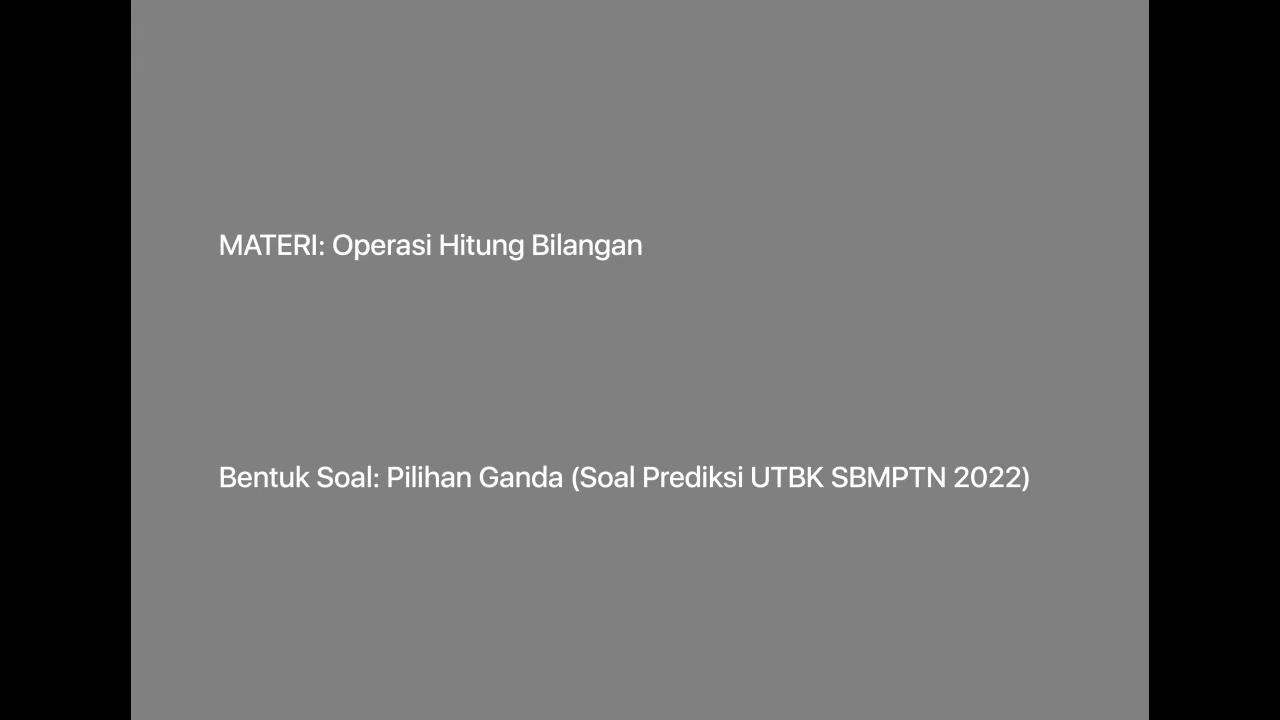 MATERI: Operasi Hitung Bilangan
Bentuk Soal: Pilihan Ganda (Soal Prediksi UTBK SBMPTN 2022)